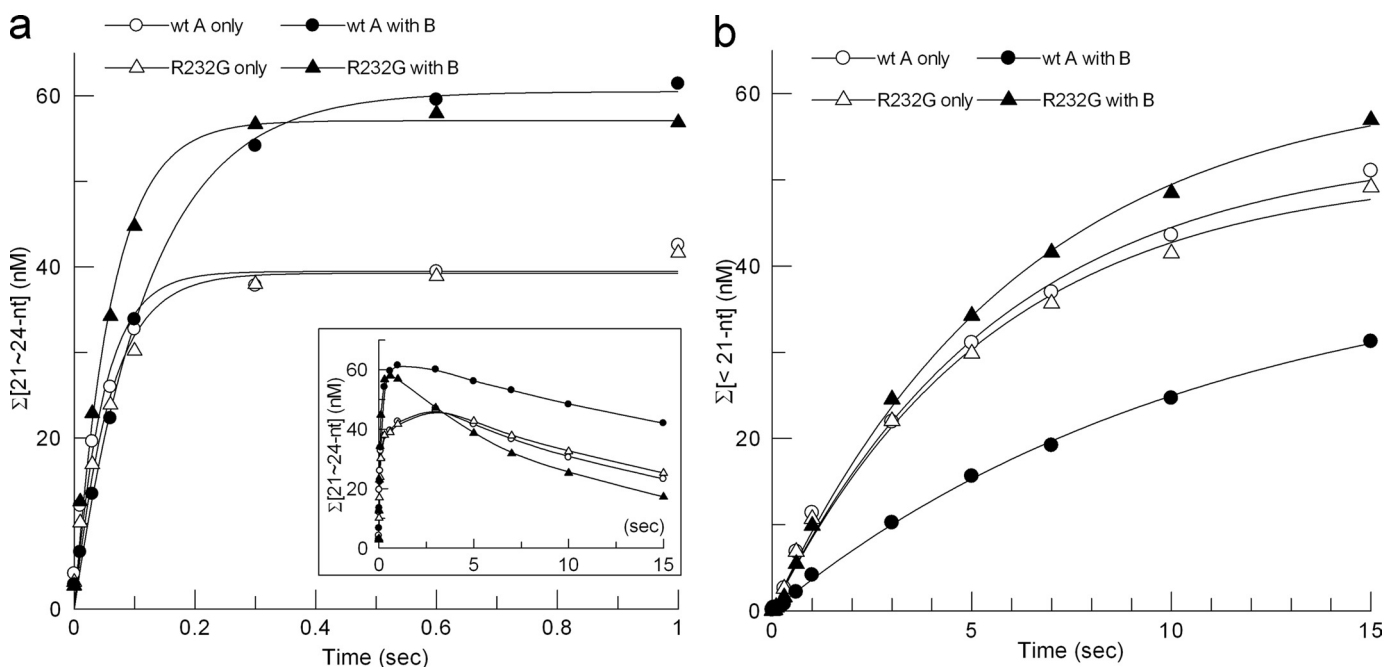 a
wt A only
wt A with B
R232G only
R232G with B
60
40
20
0
Σ[21~24-nt] (nM)
0
0.2
0.4
0.6
0.8
1
Time (sec)
60
40
20
0
Σ[21~24-nt] (nM)
(sec)
0
5
10
15
b
wt A only
wt A with B
R232G only
R232G with B
60
40
20
0
Σ[< 21-nt] (nM)
0
5
10
15
Time (sec)